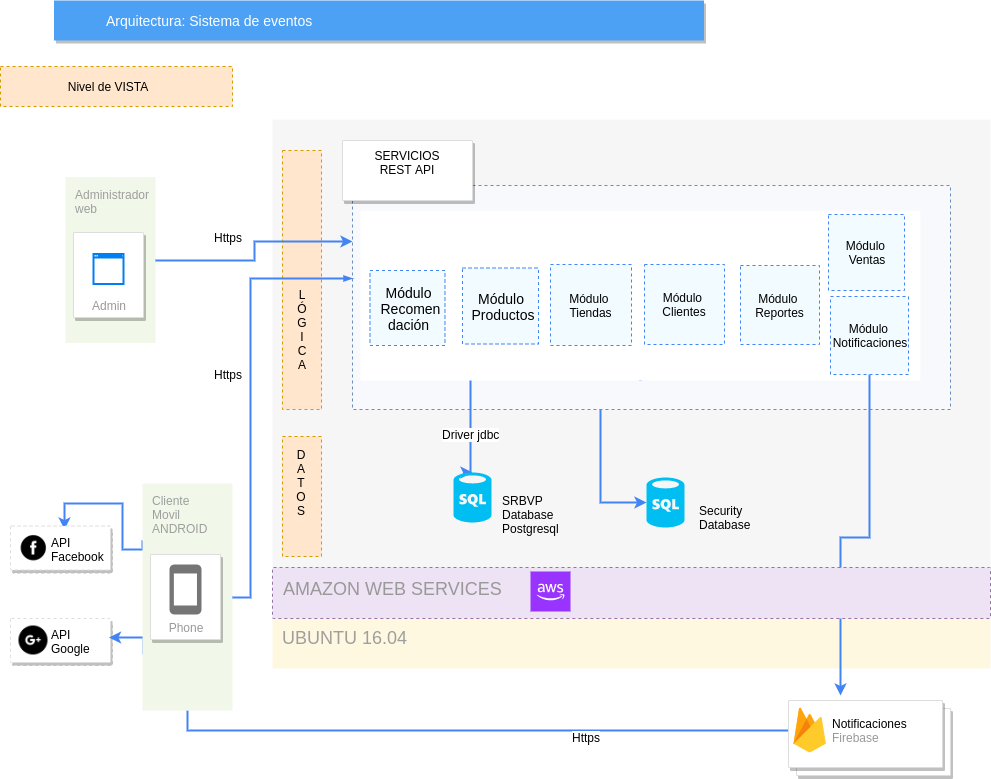 Arquitectura: Sistema de eventos
Nivel de VISTA
SERVICIOS
REST API
Administrador
web
Admin
Https
Https
L
Ó
G
I
C
A
Módulo
Recomen
dación
Módulo
Productos
Módulo
Tiendas
Módulo
Clientes
Módulo
Reportes
Módulo
Ventas
Módulo
Notificaciones
Driver jdbc
D
A
T
O
S
SQL
SRBVP
Database
Postgresql
SQL
Security
Database
Cliente
Movil
ANDROID
Phone
f
API
Facebook
G+
API
Google
AMAZON WEB SERVICES
aws
UBUNTU 16.04
Https
Notificaciones
Firebase